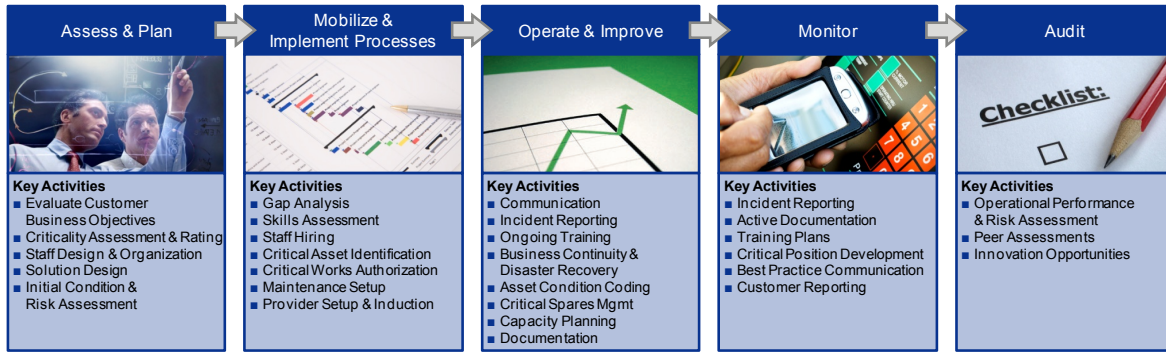 Assess & Plan
Key Activities
■ Evaluate Customer
Business Objectives
■ Criticality Assessment & Rating
■ Staff Design & Organization
■ Solution Design
■ Initial Condition &
Risk Assessment
Mobilize &
Implement Processes
Key Activities
■ Gap Analysis
■ Skills Assessment
■ Staff Hiring
■ Critical Asset Identification
■ Critical Works Authorization
■ Maintenance Setup
■ Provider Setup & Induction
Operate & Improve
Key Activities
■ Communication
■ Incident Reporting
■ Ongoing Training
■ Business Continuity &
Disaster Recovery
■ Asset Condition Coding
■ Critical Spares Mgmt
■ Capacity Planning
■ Documentation
Monitor
Key Activities
■ Incident Reporting
■ Active Documentation
■ Training Plans
■ Critical Position Development
■ Best Practice Communication
■ Customer Reporting
Audit
Checklist:
Key Activities
■ Operational Performance
& Risk Assessment
■ Peer Assessments
■ Innovation Opportunities